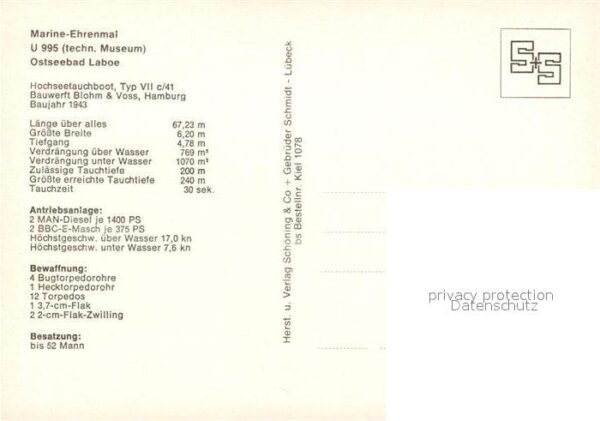 Marine-Ehrenmal
U 995 (techn. Museum)
Ostseebad Laboe
Hochseetauchboot, Typ VII c/41
Bauwerft Blohm & Voss, Hamburg
Baujahr 1943
Länge über alles 67,23 m
Größte Breite 6,20 m
Tiefgang 4,78 m
Verdrängung über Wasser 769 m³
Verdrängung unter Wasser 1070 m³
Zulässige Tauchtiefe 200 m
Größte erreichte Tauchtiefe 240 m
Tauchzeit 30 sek.
Antriebsanlage:
2 MAN-Diesel je 1400 PS
2 BBC-E-Masch je 375 PS
Höchstgeschw. über Wasser 17,0 kn
Höchstgeschw. unter Wasser 7,6 kn
Bewaffnung:
4 Bugtorpedorohre
1 Hecktorpedorohr
12 Torpedos
1 3,7-cm-Flak
2 2-cm-Flak-Zwilling
Besatzung:
bis 52 Mann
Herst. u. Verlag Schöning & Co + Gebrüder Schmidt - Lübeck
bs Bestellnr. Kiel 1078
S+S
privacy protection
Datenschutz